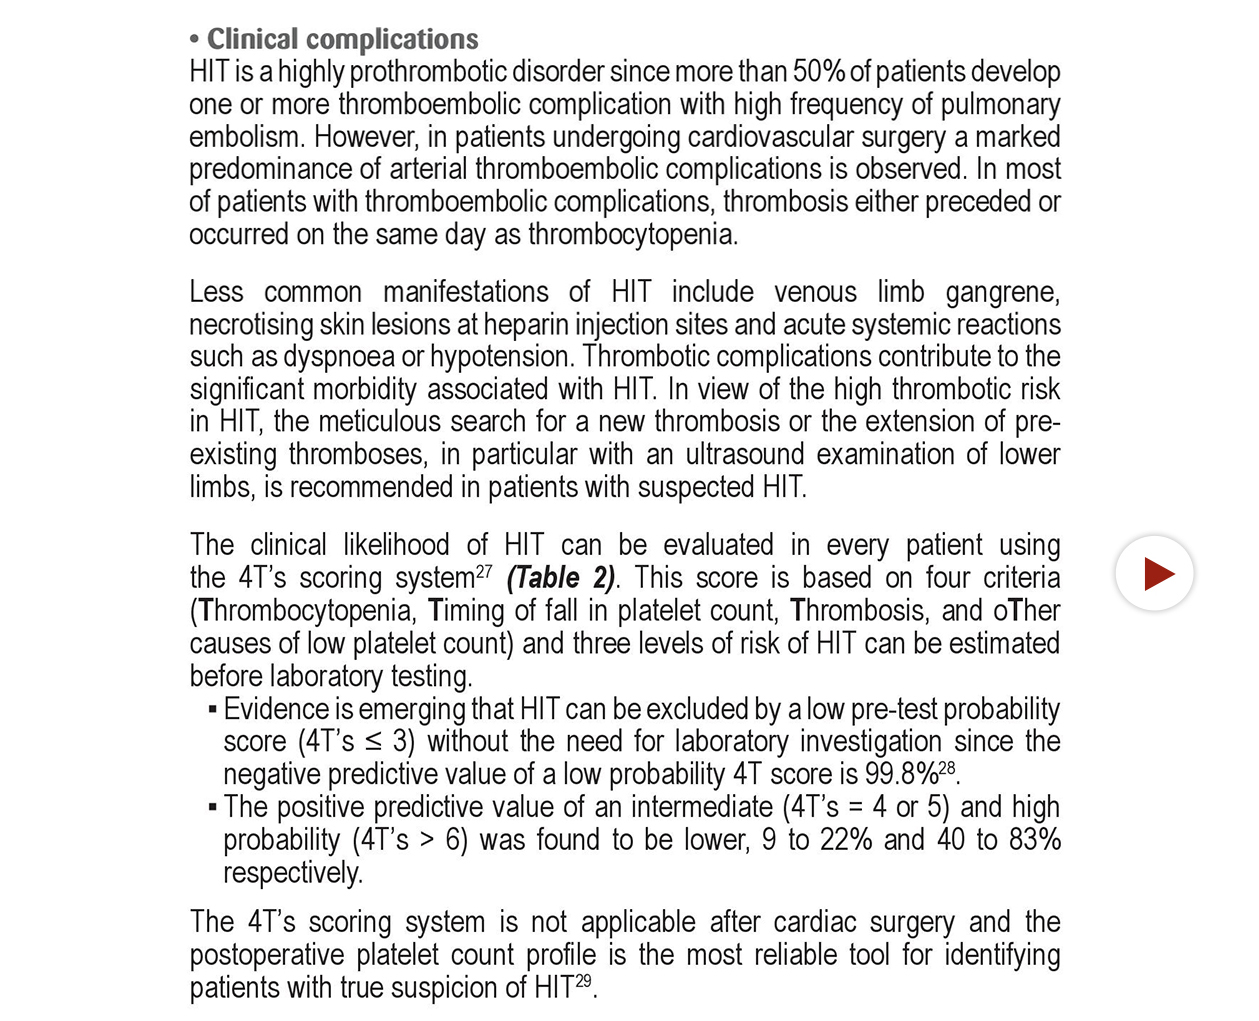 • Clinical complications
HIT is a highly prothrombotic disorder since more than 50% of patients develop
one or more thromboembolic complication with high frequency of pulmonary
embolism. However, in patients undergoing cardiovascular surgery a marked
predominance of arterial thromboembolic complications is observed. In most
of patients with thromboembolic complications, thrombosis either preceded or
occurred on the same day as thrombocytopenia.
Less common manifestations of HIT include venous limb gangrene,
necrotising skin lesions at heparin injection sites and acute systemic reactions
such as dyspnoea or hypotension. Thrombotic complications contribute to the
significant morbidity associated with HIT. In view of the high thrombotic risk
in HIT, the meticulous search for a new thrombosis or the extension of pre-
existing thromboses, in particular with an ultrasound examination of lower
limbs, is recommended in patients with suspected HIT.
The clinical likelihood of HIT can be evaluated in every patient using
the 4T's scoring system27 (Table 2). This score is based on four criteria
(Thrombocytopenia, Timing of fall in platelet count, Thrombosis, and oTher
causes of low platelet count) and three levels of risk of HIT can be estimated
before laboratory testing.
▪ Evidence is emerging that HIT can be excluded by a low pre-test probability
score (4T's ≤ 3) without the need for laboratory investigation since the
negative predictive value of a low probability 4T score is 99.8%28.
▪ The positive predictive value of an intermediate (4T's = 4 or 5) and high
probability (4T's > 6) was found to be lower, 9 to 22% and 40 to 83%
respectively.
The 4T's scoring system is not applicable after cardiac surgery and the
postoperative platelet count profile is the most reliable tool for identifying
patients with true suspicion of HIT29.